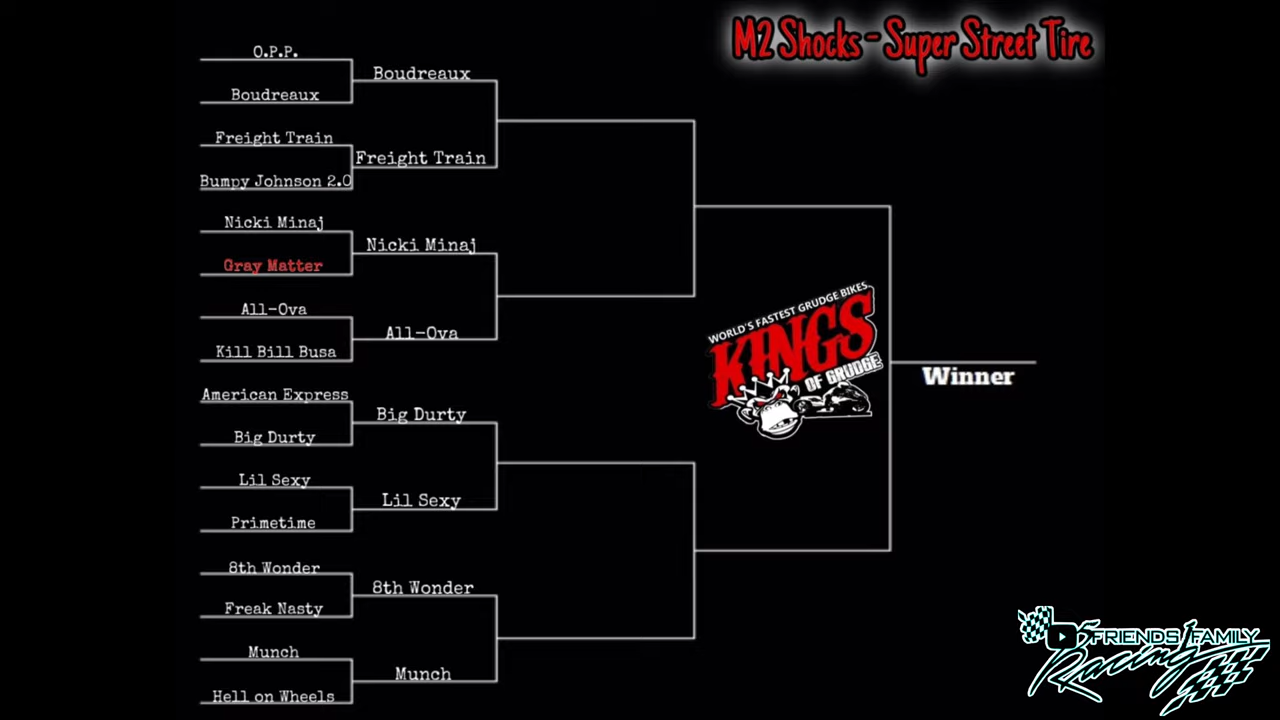 M2 Shocks - Super Street Tire
O.P.P.
Boudreaux
Boudreaux
Freight Train
Freight Train
Bumpy Johnson 2.0
Nicki Minaj
Nicki Minaj
Gray Matter
All-Ova
All-Ova
Kill Bill Busa
American Express
Big Durty
Big Durty
Lil Sexy
Lil Sexy
Primetime
8th Wonder
8th Wonder
Freak Nasty
Munch
Munch
Hell on Wheels
WORLD'S FASTEST GRUDGE BIKES
KINGS
OF GRUDGE
Winner
5FRIENDS1FAMILY
Racing